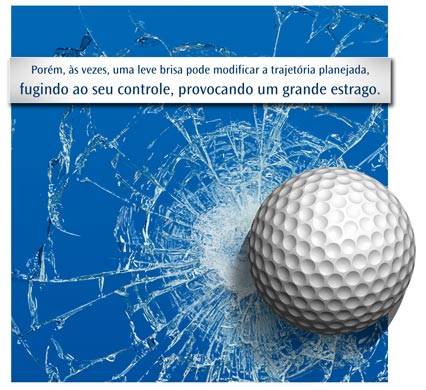 Porém, às vezes, uma leve brisa pode modificar a trajetória planejada,
fugindo ao seu controle, provocando um grande estrago.